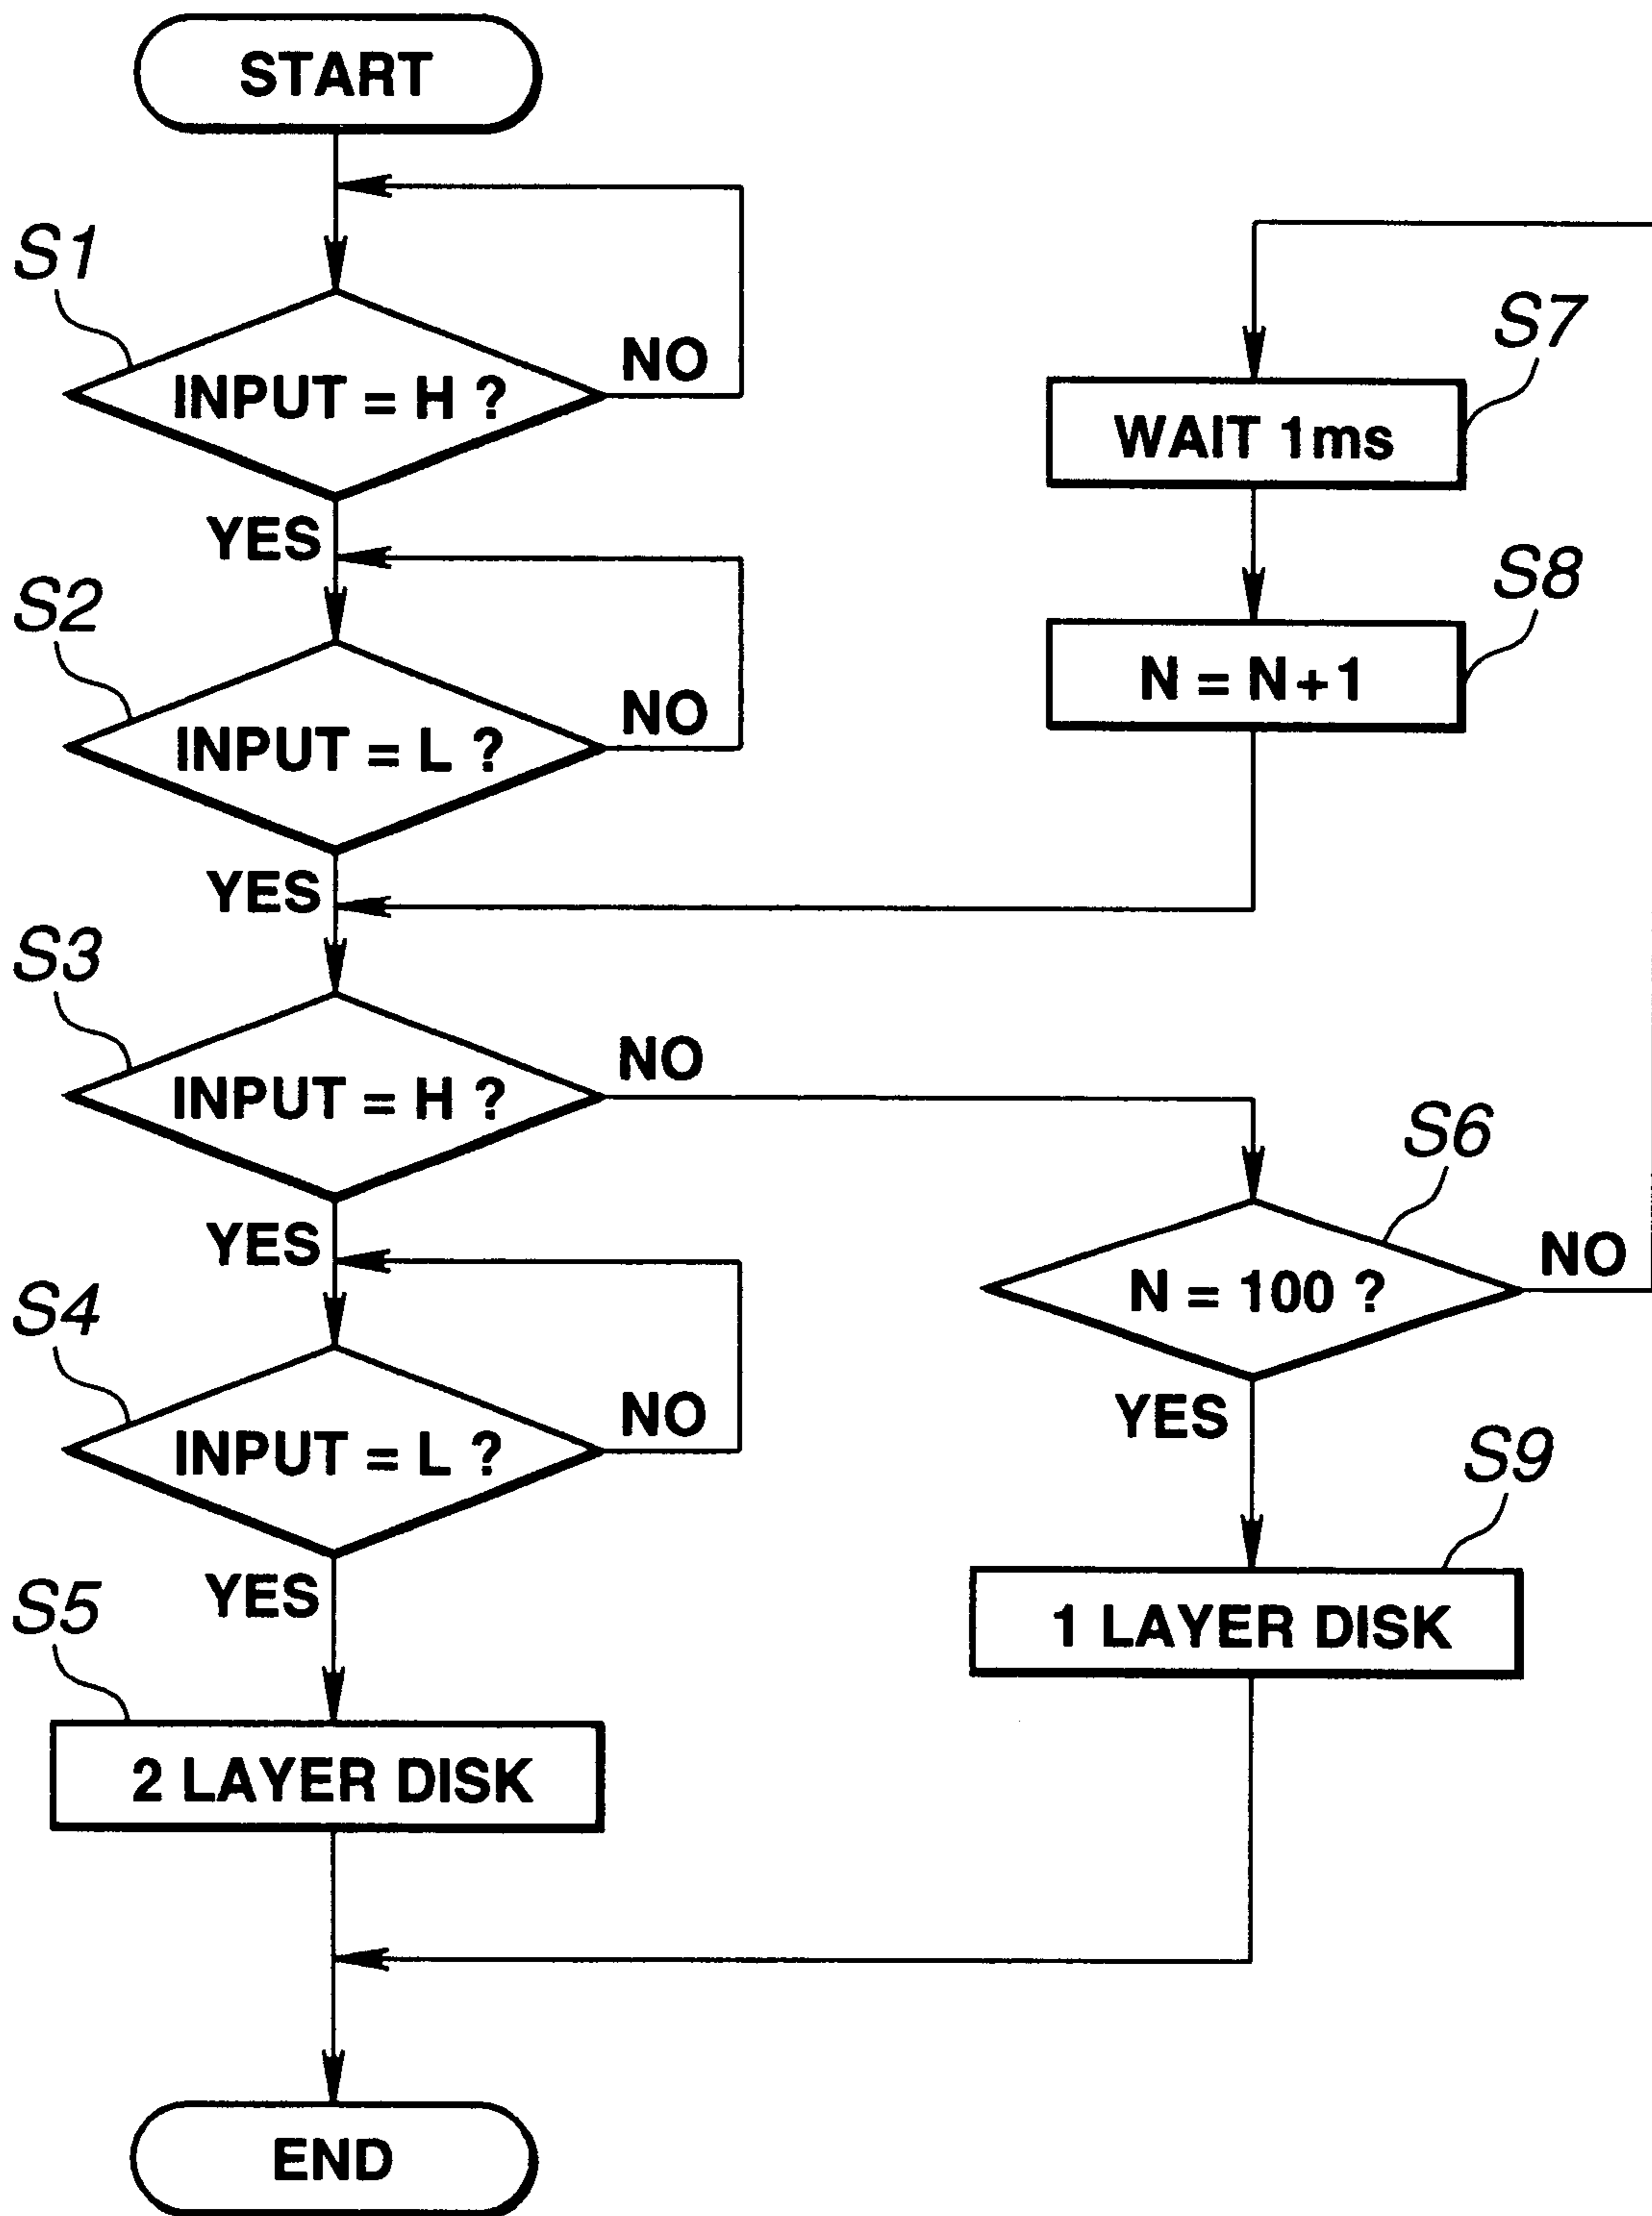 START
S1
INPUT = H ?
NO
YES
S2
INPUT = L ?
NO
YES
S3
INPUT = H ?
NO
YES
S4
INPUT = L ?
NO
YES
S5
2 LAYER DISK
END
S7
WAIT 1ms
S8
N = N+1
S6
N = 100 ?
NO
YES
S9
1 LAYER DISK